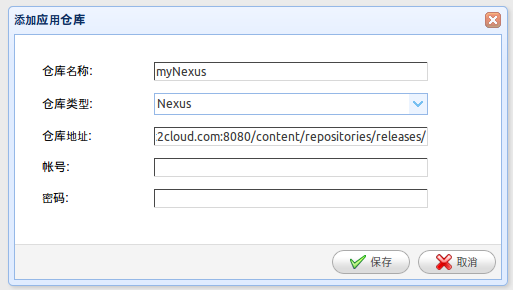 添加应用仓库
仓库名称： myNexus
仓库类型： Nexus
仓库地址： 2cloud.com:8080/content/repositories/releases/
帐号：
密码：
保存 取消